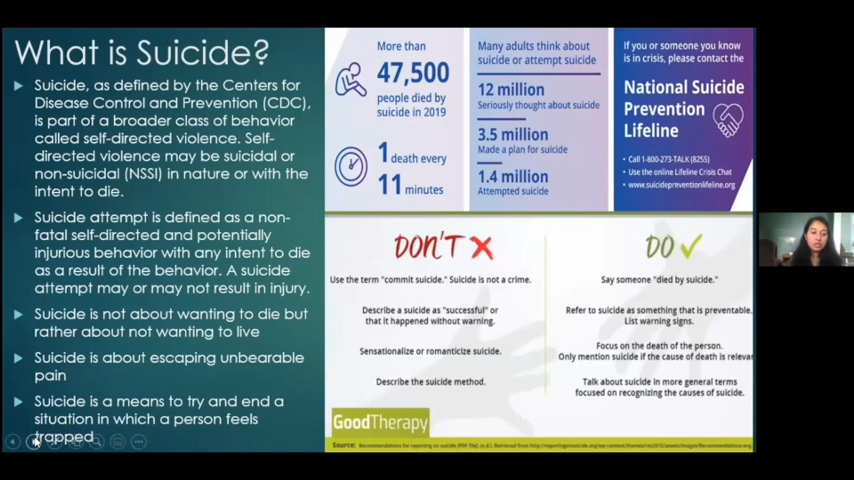 What is Suicide?
Suicide, as defined by the Centers for
Disease Control and Prevention (CDC),
is part of a broader class of behavior
called self-directed violence. Self-
directed violence may be suicidal or
non-suicidal (NSSI) in nature or with the
intent to die.
Suicide attempt is defined as a non-
fatal self-directed and potentially
injurious behavior with any intent to die
as a result of the behavior. A suicide
attempt may or may not result in injury.
Suicide is not about wanting to die but
rather about not wanting to live
Suicide is about escaping unbearable
pain
Suicide is a means to try and end a
situation in which a person feels
trapped
More than
47,500
people died by
suicide in 2019
1 death every
11 minutes
Many adults think about
suicide or attempt suicide
12 million
Seriously thought about suicide
3.5 million
Made a plan for suicide
1.4 million
Attempted suicide
If you or someone you know
is in crisis, please contact the
National Suicide
Prevention
Lifeline
• Call 1-800-273-TALK (8255)
• Use the online Lifeline Crisis Chat
• www.suicidepreventionlifeline.org
DON'T
Use the term "commit suicide." Suicide is not a crime.
Describe a suicide as "successful" or
that it happened without warning.
Sensationalize or romanticize suicide.
Describe the suicide method.
DO
Say someone "died by suicide."
Refer to suicide as something that is preventable.
List warning signs.
Focus on the death of the person.
Only mention suicide if the cause of death is relevan
Talk about suicide in more general terms
focused on recognizing the causes of suicide.
GoodTherapy
Source: Recommendations for reporting on suicide [PDF file]. (n.d.). Retrieved from